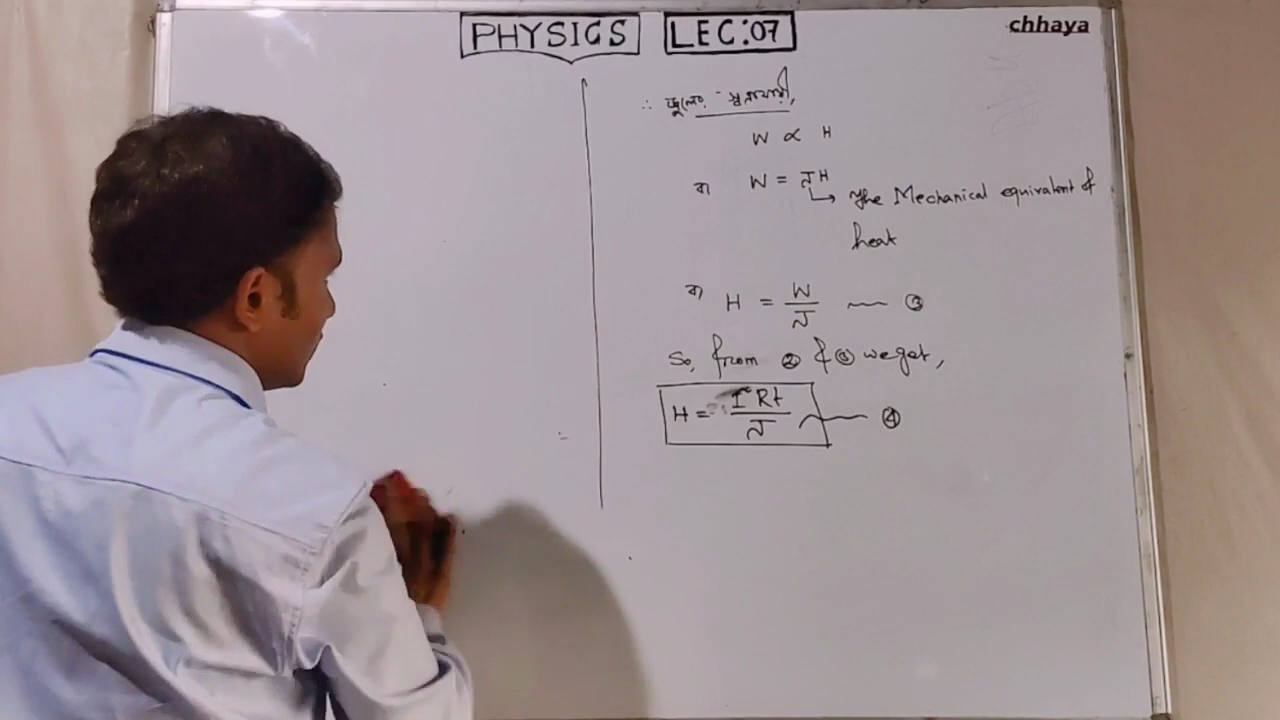 PHYSICS LEC:07
chhaya
∴ জুলের সূত্রানুযায়ী,
W ∝ H
বা W = JH
↳ The Mechanical equivalent of
heat
বা H = W/J —— ③
So, from ② & ③ we get,
H = I²Rt/J —— ④